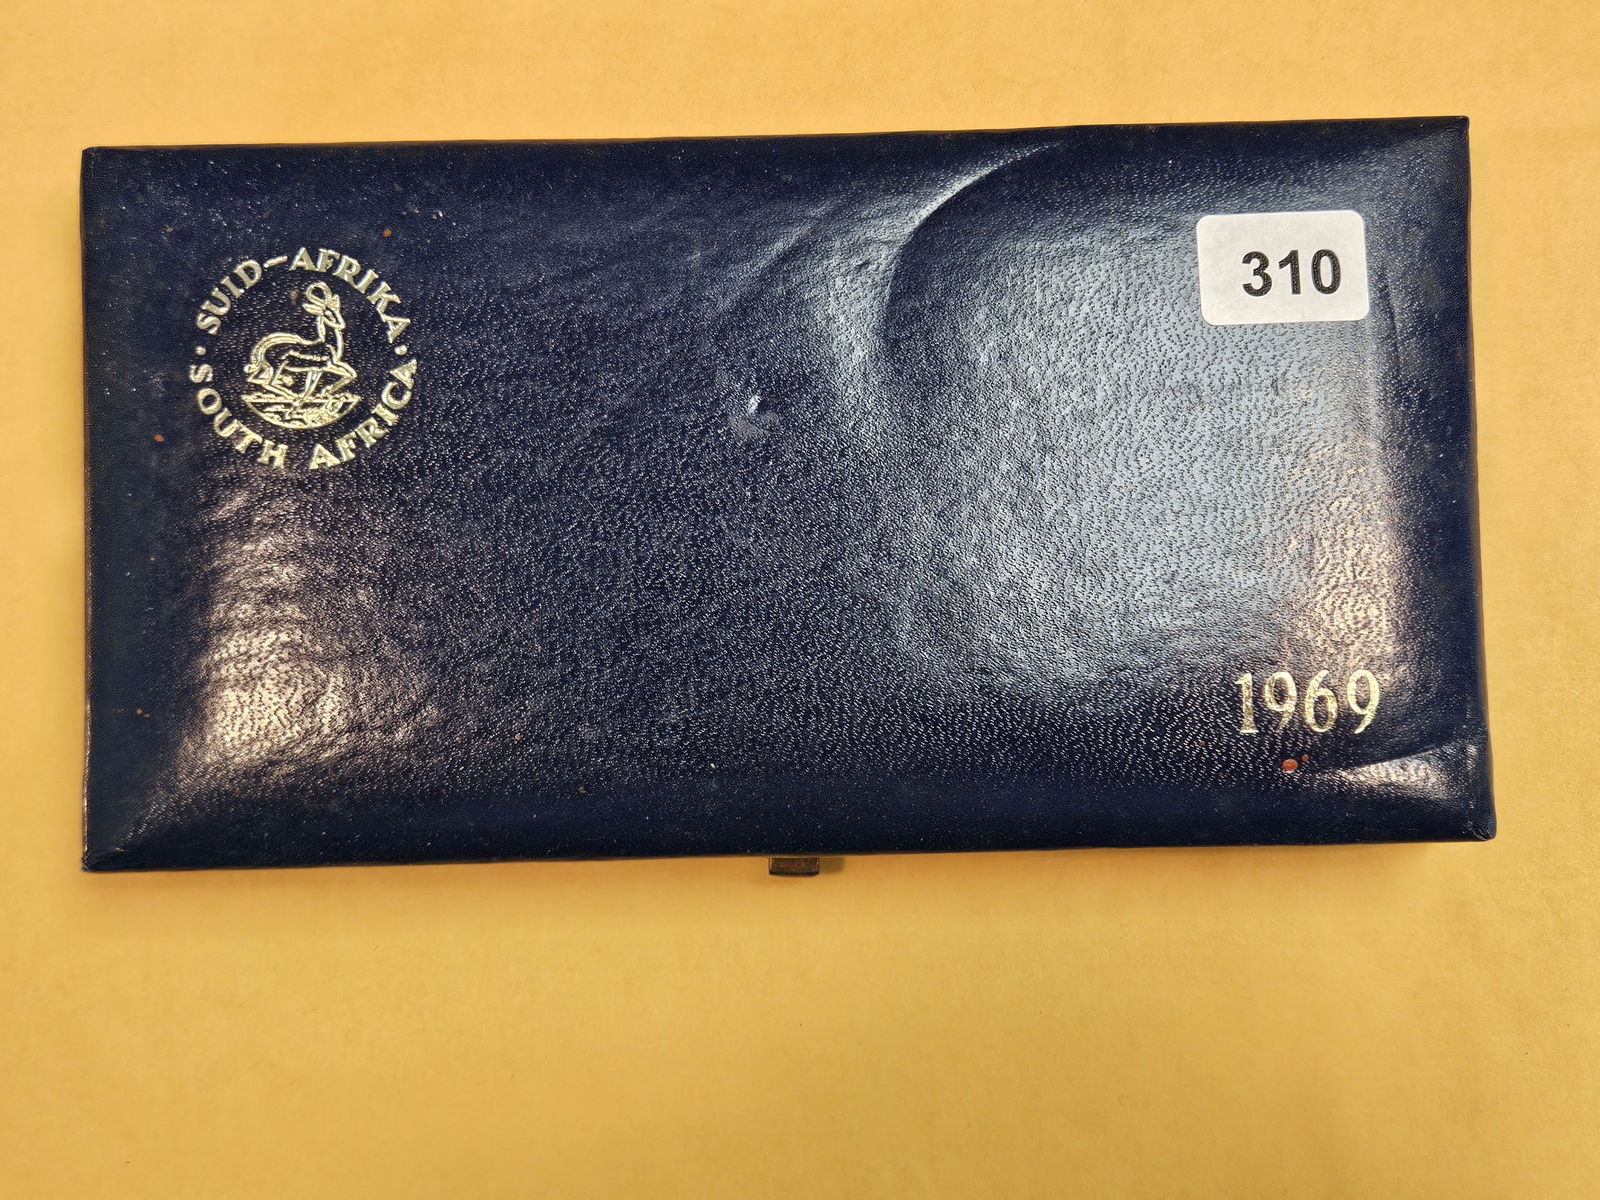 SUID-AFRIKA · SOUTH AFRICA ·
310
1969